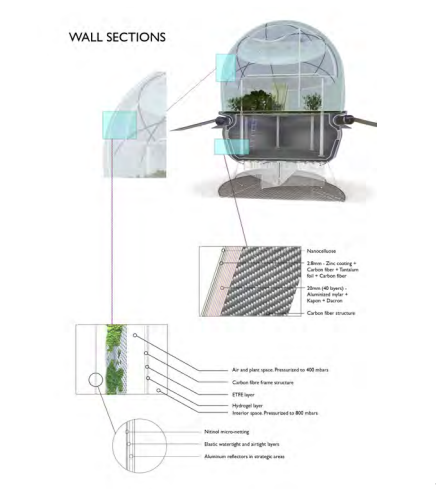 WALL SECTIONS
Nanocellulose
2.8mm - Zinc coating +
Carbon fiber + Tantalum
foil + Carbon fiber
20mm (40 layers) -
Aluminized mylar +
Kapon + Dacron
Carbon fiber structure
Air and plant space. Pressurized to 400 mbars
Carbon fibre frame structure
ETFE layer
Hydrogel layer
Interior space. Pressurized to 800 mbars
Nitinol micro-netting
Elastic watertight and airtight layers
Aluminum reflectors in strategic areas